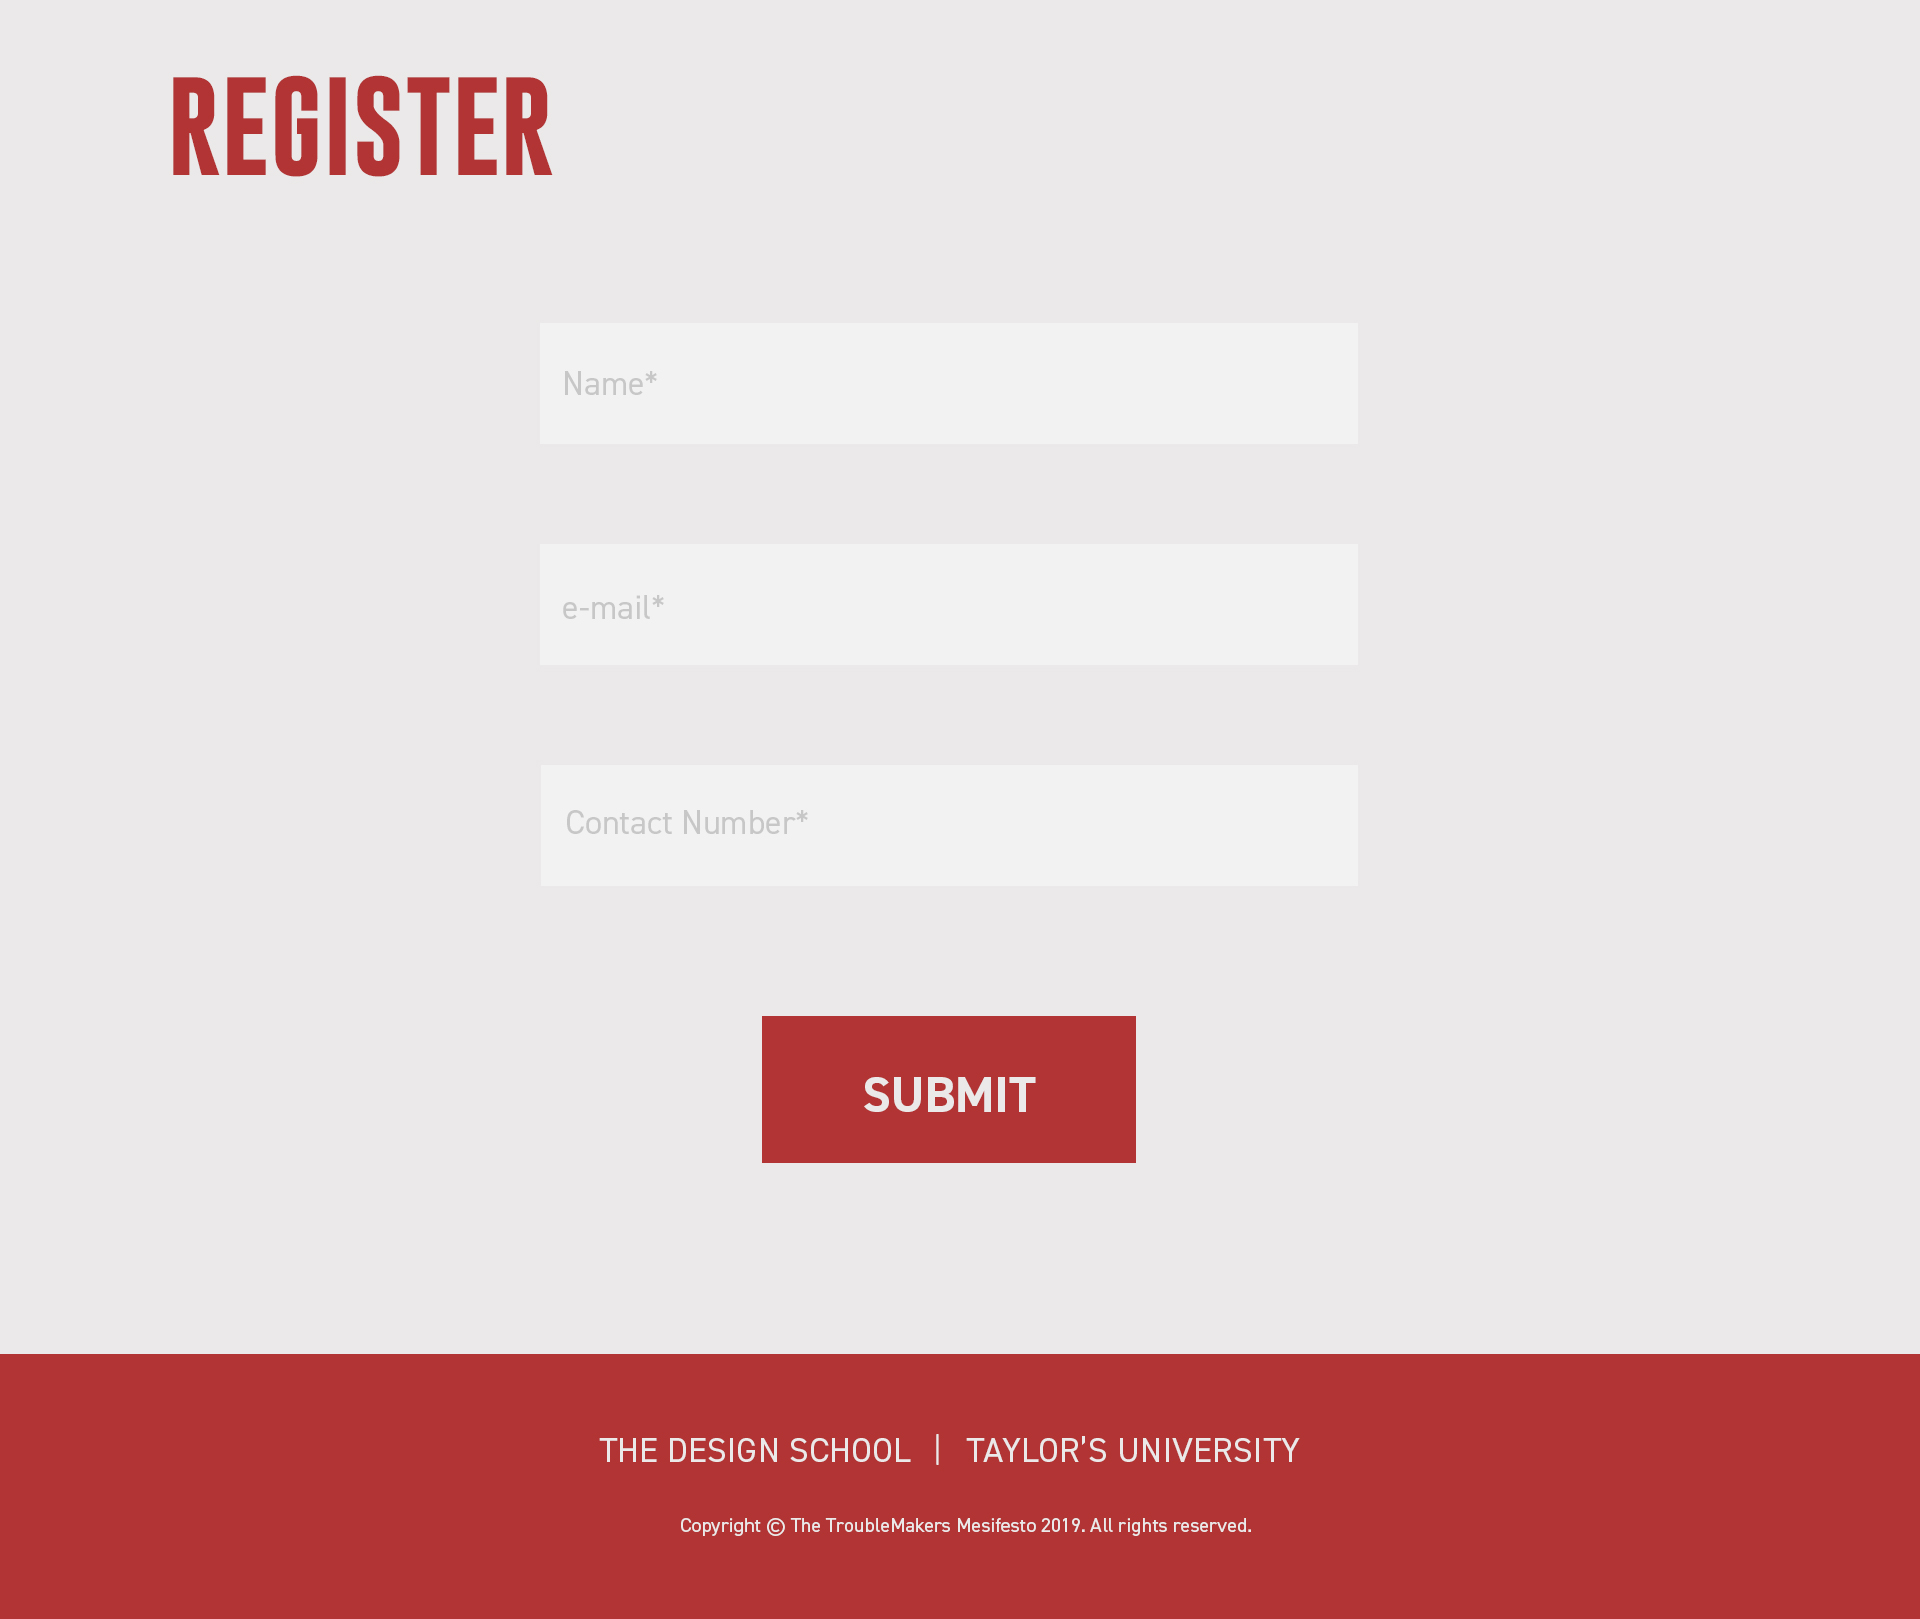 REGISTER
Name*
e-mail*
Contact Number*
SUBMIT
THE DESIGN SCHOOL | TAYLOR’S UNIVERSITY
Copyright © The TroubleMakers Mesifesto 2019. All rights reserved.